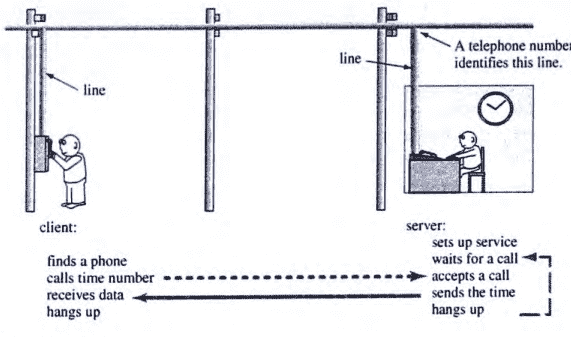 A telephone number
identifies this line.
line
line
client:
finds a phone
calls time number
receives data
hangs up
server:
sets up service
waits for a call
accepts a call
sends the time
hangs up